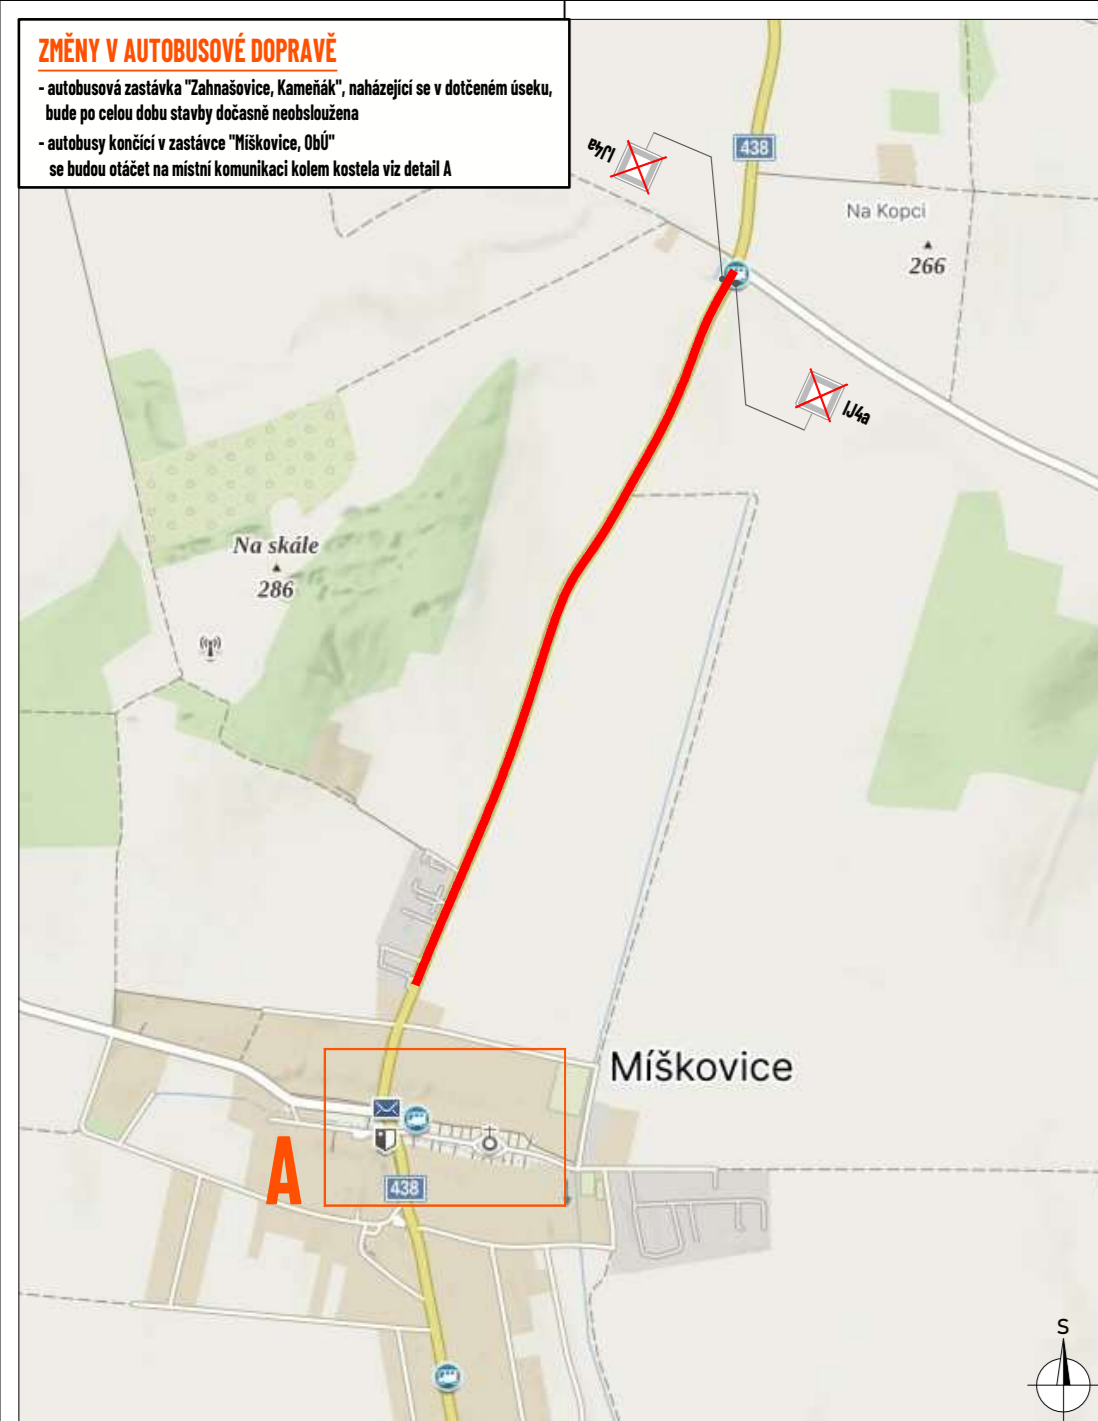 ZMĚNY V AUTOBUSOVÉ DOPRAVĚ
- autobusová zastávka "Zahnašovice, Kameňák", naházející se v dotčeném úseku,
bude po celou dobu stavby dočasně neobsloužena
- autobusy končící v zastávce "Míškovice, ObÚ"
se budou otáčet na místní komunikaci kolem kostela viz detail A
IJ4a
438
Na Kopci
266
IJ4a
Na skále
286
Míškovice
A
438
S